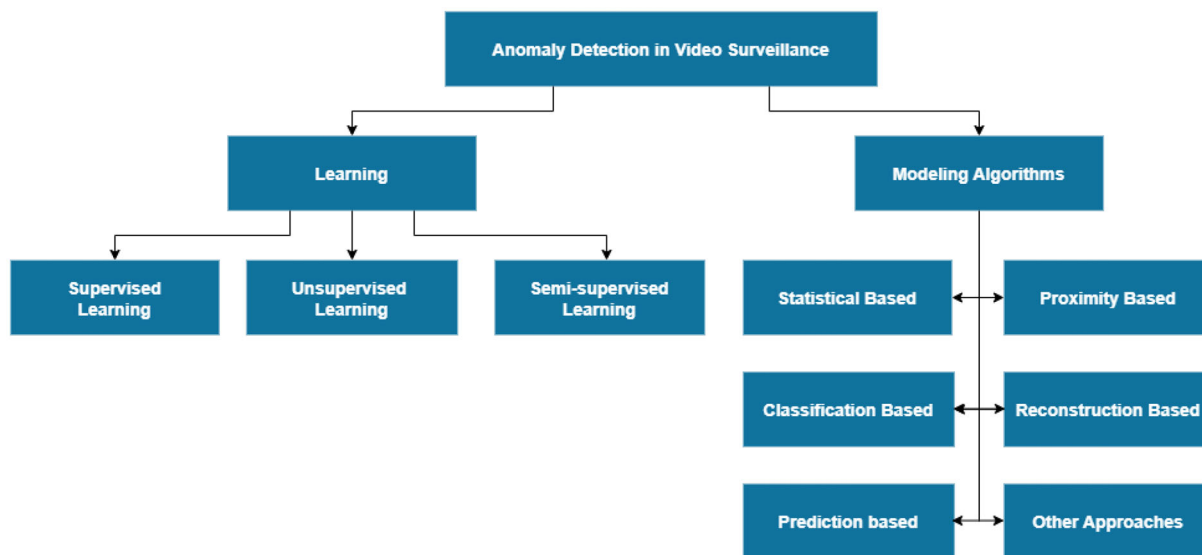 Anomaly Detection in Video Surveillance
Learning
Modeling Algorithms
Supervised
Learning
Unsupervised
Learning
Semi-supervised
Learning
Statistical Based
Proximity Based
Classification Based
Reconstruction Based
Prediction based
Other Approaches